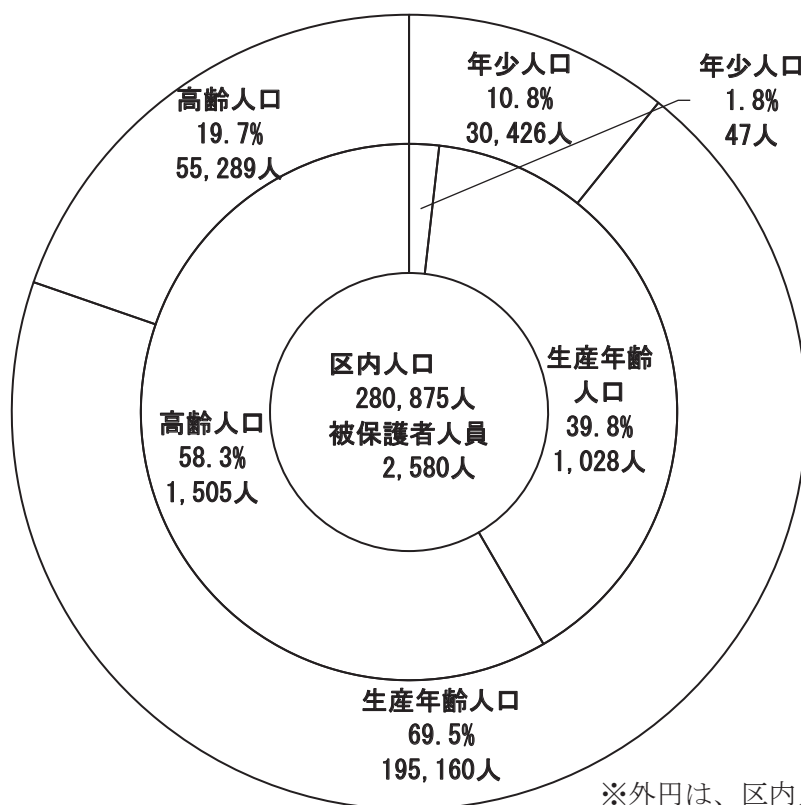 年少人口
10.8%
30,426人
年少人口
1.8%
47人
高齢人口
19.7%
55,289人
区内人口
280,875人
被保護者人員
2,580人
生産年齢
人口
39.8%
1,028人
高齢人口
58.3%
1,505人
生産年齢人口
69.5%
195,160人
※外円は、区内